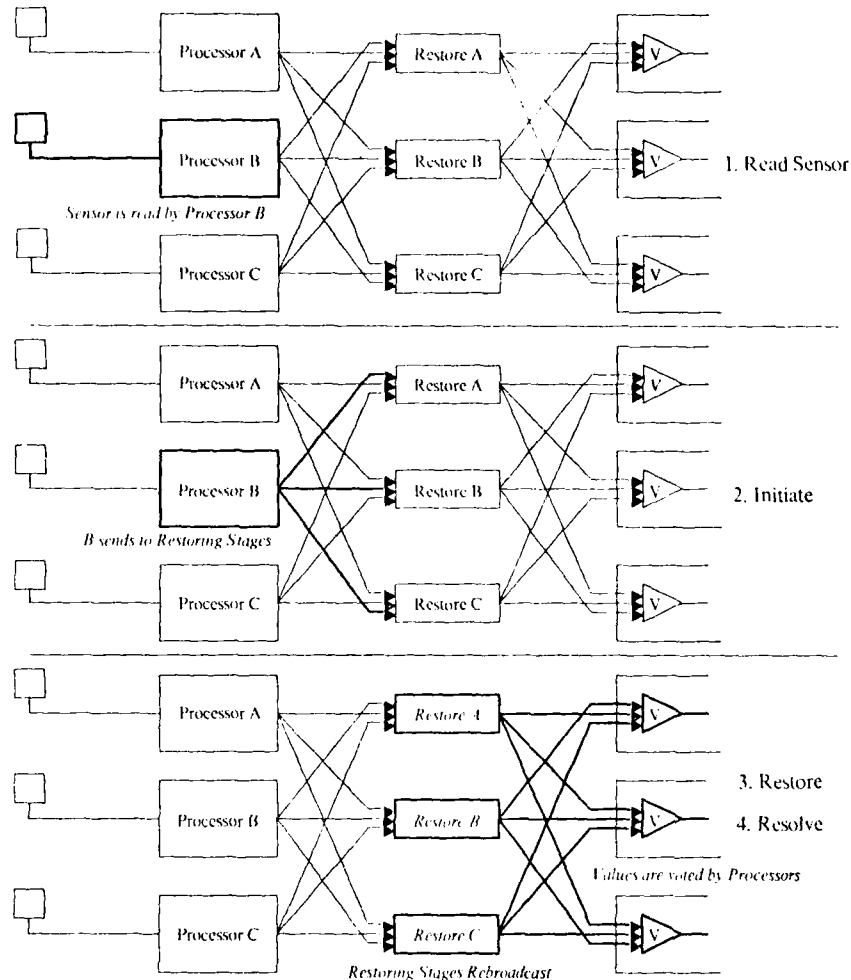 Processor A
Restore A
V
Processor B
Restore B
V
1. Read Sensor
Sensor is read by Processor B
Processor C
Restore C
V
Processor A
Restore A
V
Processor B
Restore B
V
2. Initiate
B sends to Restoring Stages
Processor C
Restore C
V
Processor A
Restore A
V
3. Restore
Processor B
Restore B
V
4. Resolve
Values are voted by Processors
Processor C
Restore C
V
Restoring Stages Rebroadcast